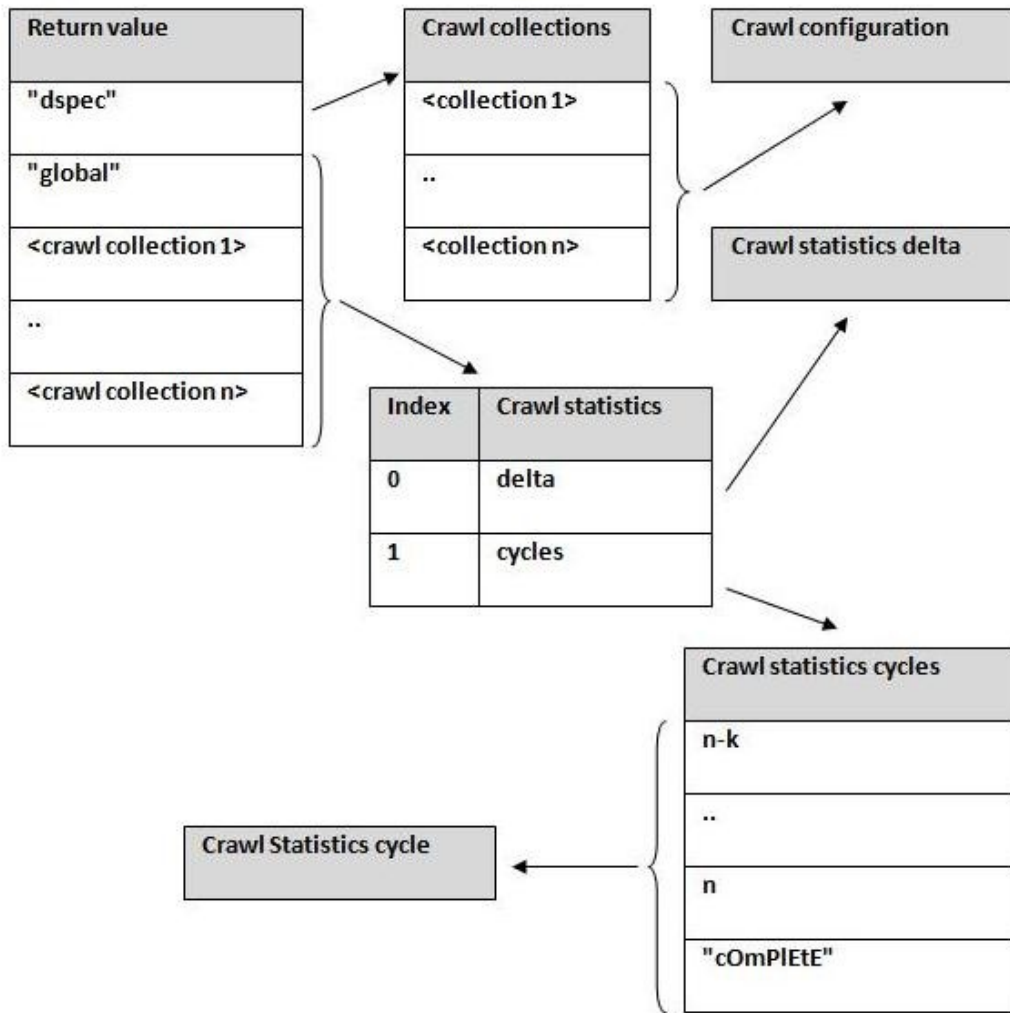 Return value
"dspec"
"global"
<crawl collection 1>
..
<crawl collection n>
Crawl collections
<collection 1>
..
<collection n>
Crawl configuration
Crawl statistics delta
Index Crawl statistics
0 delta
1 cycles
Crawl statistics cycles
n-k
..
n
"cOmPlEtE"
Crawl Statistics cycle